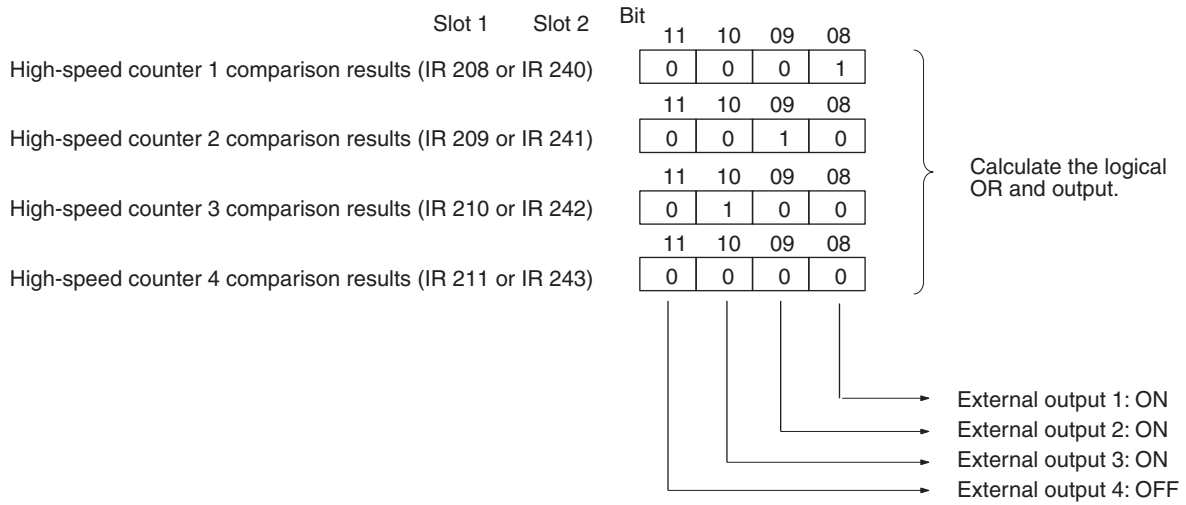 Slot 1 Slot 2 Bit
11 10 09 08
High-speed counter 1 comparison results (IR 208 or IR 240) 0 0 0 1
11 10 09 08
High-speed counter 2 comparison results (IR 209 or IR 241) 0 0 1 0
11 10 09 08
High-speed counter 3 comparison results (IR 210 or IR 242) 0 1 0 0
11 10 09 08
High-speed counter 4 comparison results (IR 211 or IR 243) 0 0 0 0
Calculate the logical
OR and output.
External output 1: ON
External output 2: ON
External output 3: ON
External output 4: OFF